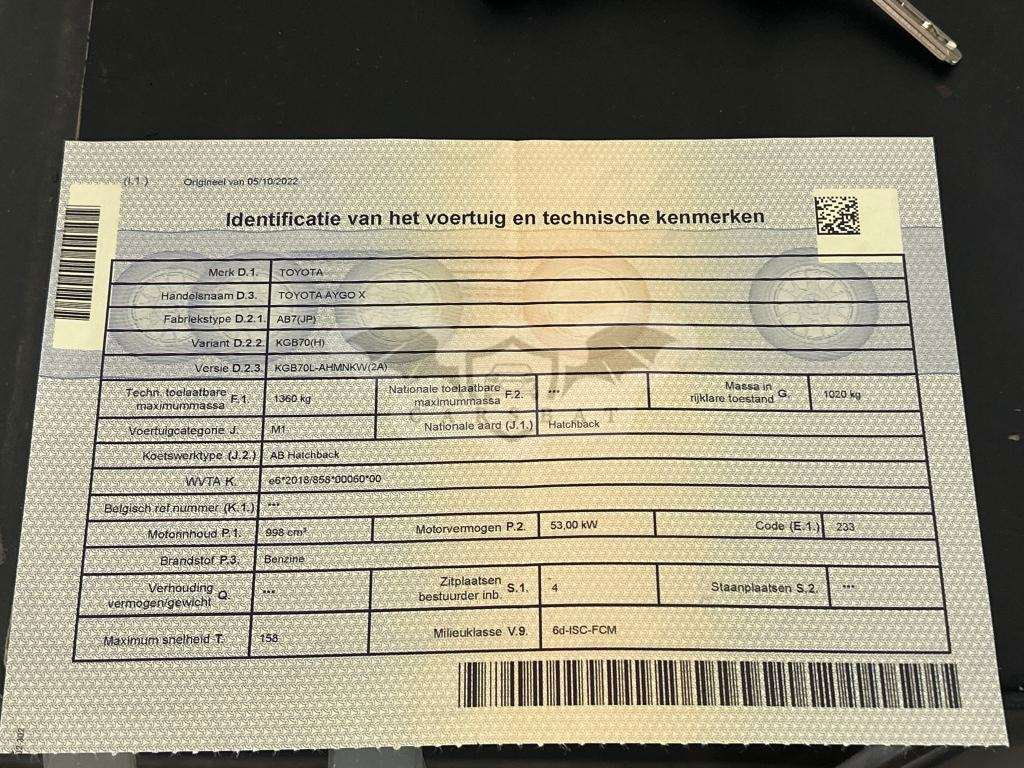 (I.1.) Origineel van 05/10/2022
Identificatie van het voertuig en technische kenmerken
Merk D.1. TOYOTA
Handelsnaam D.3. TOYOTA AYGO X
Fabriekstype D.2.1. AB7(JP)
Variant D.2.2. KGB70(H)
Versie D.2.3. KGB70L-AHMNKW(2A)
Techn. toelaatbare maximummassa F.1. 1360 kg Nationale toelaatbare maximummassa F.2. *** Massa in rijklare toestand G. 1020 kg
CARSBAT
Voertuigcategorie J. M1 Nationale aard (J.1.) Hatchback
Koetswerktype (J.2.) AB Hatchback
WVTA K. e6*2018/858*00060*00
Belgisch ref nummer (K.1.) ***
Motorinhoud P.1. 998 cm³ Motorvermogen P.2. 53,00 kW Code (E.1.) 233
Brandstof P.3. Benzine
Verhouding vermogen/gewicht Q. *** Zitplaatsen bestuurder inb. S.1. 4 Staanplaatsen S.2. ***
Maximum snelheid T. 158 Milieuklasse V.9. 6d-ISC-FCM